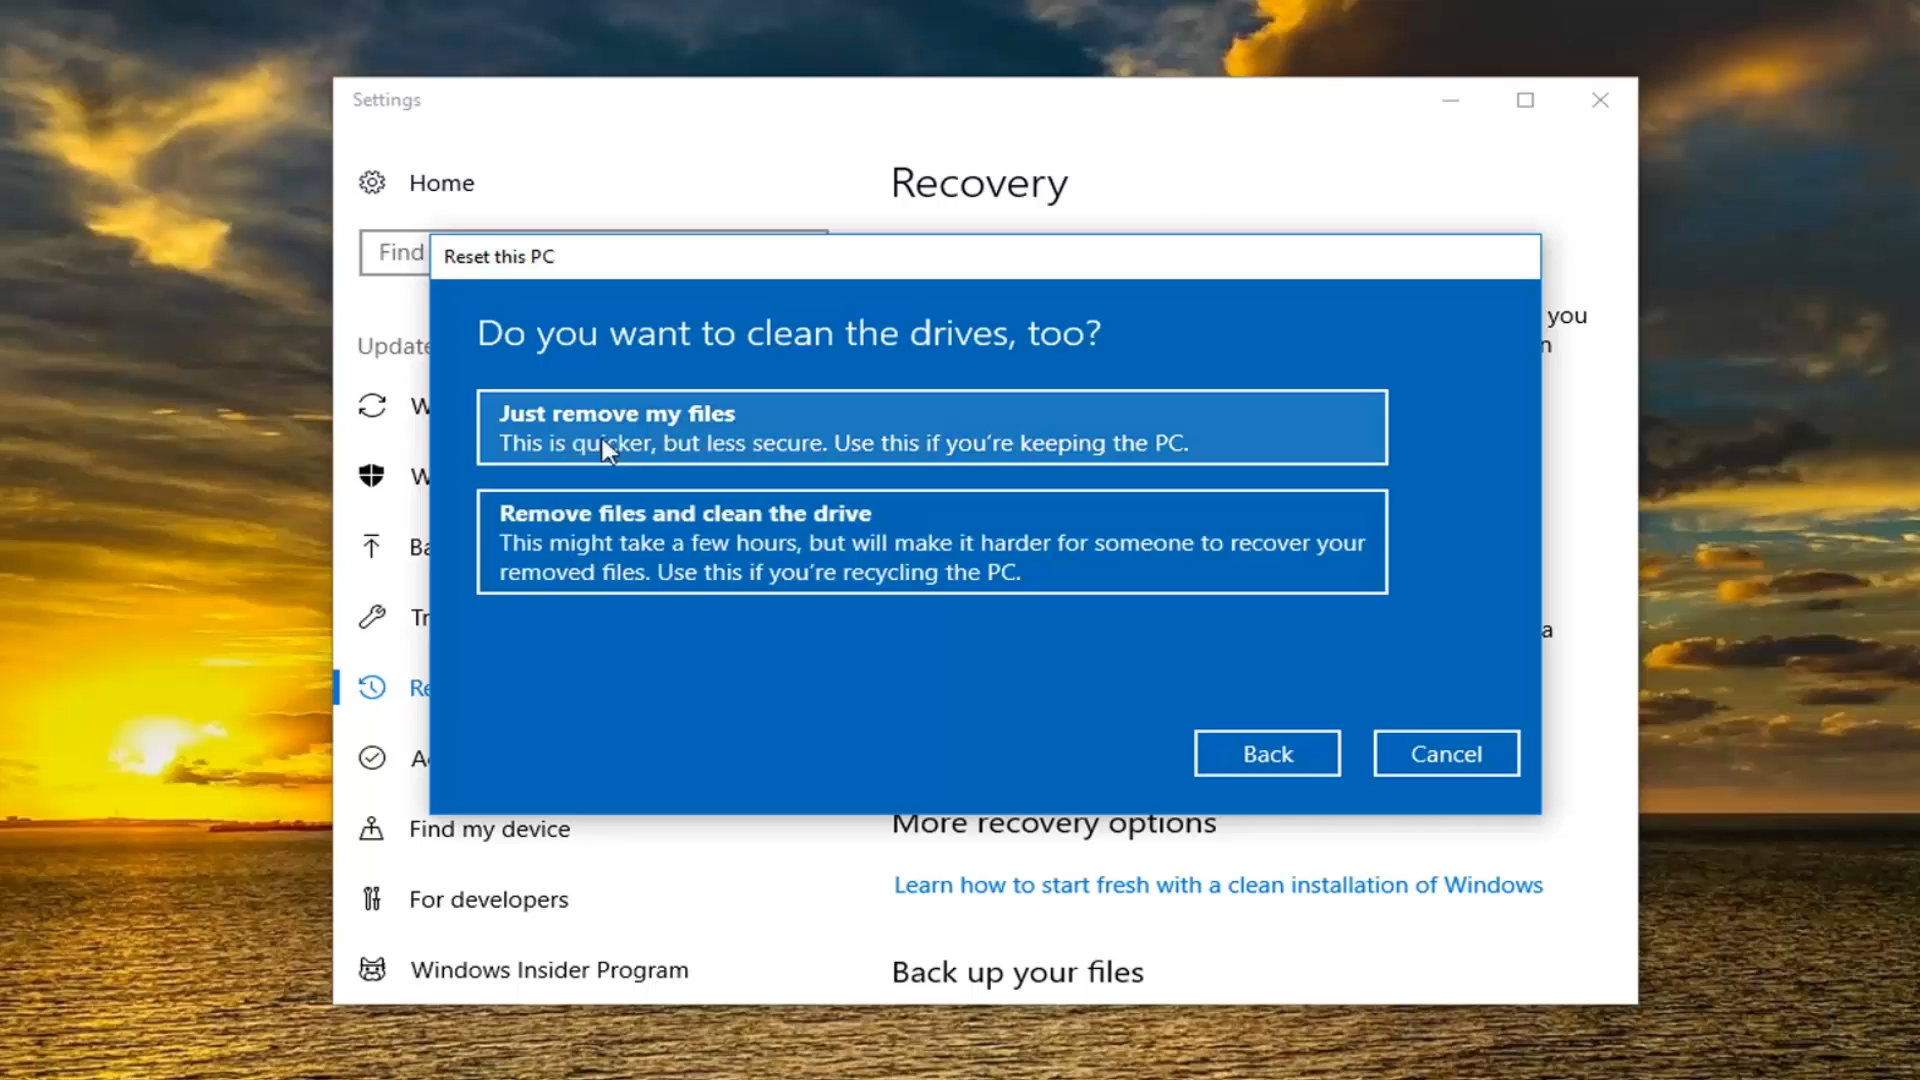 Settings
Home
Recovery
Find
Reset this PC
Do you want to clean the drives, too?
you
n
Update
Just remove my files
This is quicker, but less secure. Use this if you're keeping the PC.
W
Remove files and clean the drive
This might take a few hours, but will make it harder for someone to recover your
removed files. Use this if you're recycling the PC.
W
Ba
Tr
a
Re
Back
Cancel
A
Find my device
More recovery options
Learn how to start fresh with a clean installation of Windows
For developers
Windows Insider Program
Back up your files